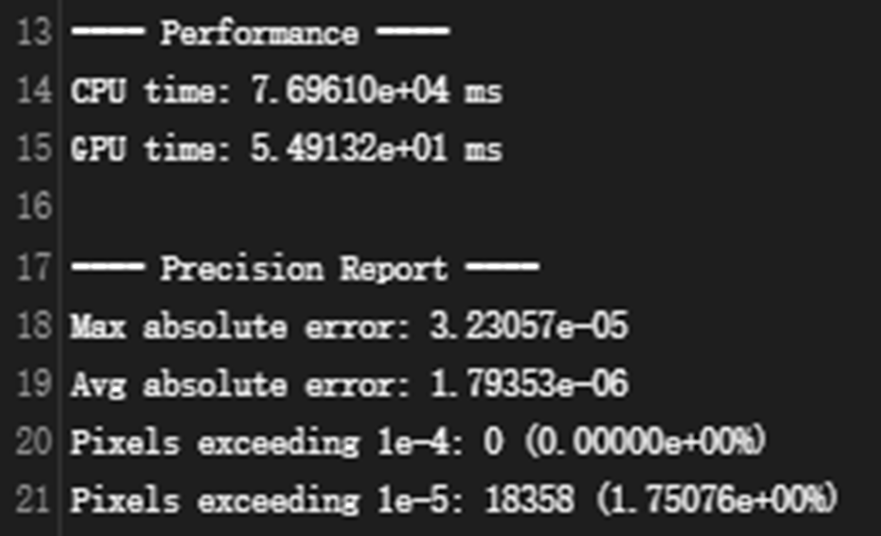 13 ──── Performance ────
14 CPU time: 7.69610e+04 ms
15 GPU time: 5.49132e+01 ms
16
17 ──── Precision Report ────
18 Max absolute error: 3.23057e-05
19 Avg absolute error: 1.79353e-06
20 Pixels exceeding 1e-4: 0 (0.00000e+00%)
21 Pixels exceeding 1e-5: 18358 (1.75076e+00%)